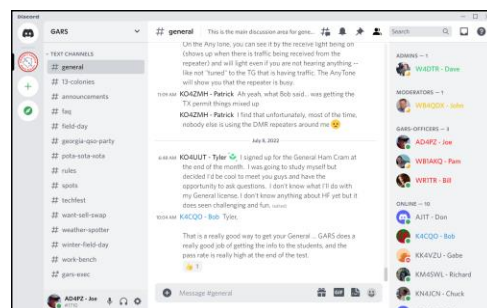 Discord
GARS
# general
This is the main discussion area for gene...
Search
TEXT CHANNELS
# general
# 13-colonies
# announcements
# faq
# field-day
# georgia-qso-party
# pota-sota-iota
# rules
# spots
# techfest
# want-sell-swap
# weather-spotter
# winter-field-day
# work-bench
# gars-exec
AD4PZ - Joe
On the Any tone, you can see it by the receive light being on
(shows up when there is traffic being received from the
repeater) and will light even if you are not hearing anything --
like not "tuned" to the TG that is having traffic. The AnyTone
will show you that the repeater is busy.
KO4ZMH - Patrick Ah yeah, what Bob said.. was getting the
TX permit things mixed up
KO4ZMH - Patrick I find that unfortunately, most of the time,
nobody else is using the DMR repeaters around me
July 6, 2022
KO4UUT - Tyler I signed up for the General Ham Cram at
the end of the month. I was going to study myself but
decided I'd be cool to meet you guys and have the
opportunity to ask questions. I don't know what I'll do with
my General license. I don't know anything about HF yet but it
does seem challenging and fun.
K4CQO - Bob Tyler,
That is a really good way to get your General... GARS does a
really good job of getting the info to the students, and the
pass rate is really high at the end of the test.
1
Message #general
GIF
ADMINS — 1
W4DTR - Dave
MODERATORS — 1
WB4QDX - John
GARS-OFFICERS — 3
AD4PZ - Joe
WB1AKQ - Pam
WR1TR - Bill
ONLINE — 10
AJ1T - Dan
K4CQO - Bob
KK4VZU - Gabe
KM4SWL - Richard
KN4JCN - Chuck